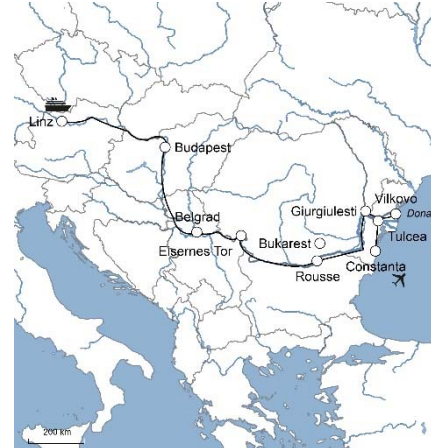 Linz
Budapest
Vilkovo
Giurgiulesti
Dona
Belgrad
Tulcea
Bukarest
Eisernes Tor
Constanta
Rousse
200 km